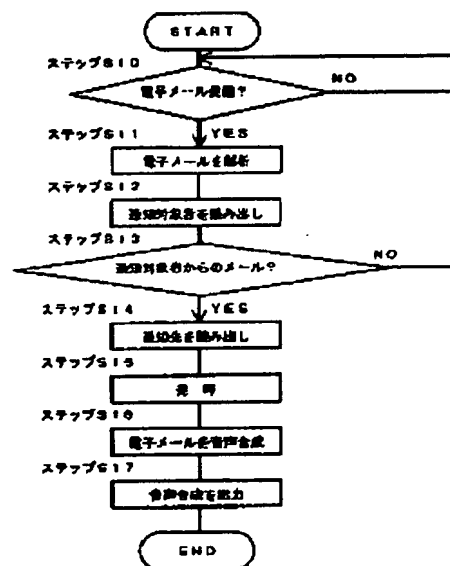 START
ステップS10
NO
電子メール受信?
ステップS11
YES
電子メールを解析
ステップS12
通知対象者を読み出し
ステップS13
NO
通知対象者からのメール?
ステップS14
YES
通知先を読み出し
ステップS15
発 呼
ステップS16
電子メールを音声合成
ステップS17
音声合成を出力
END